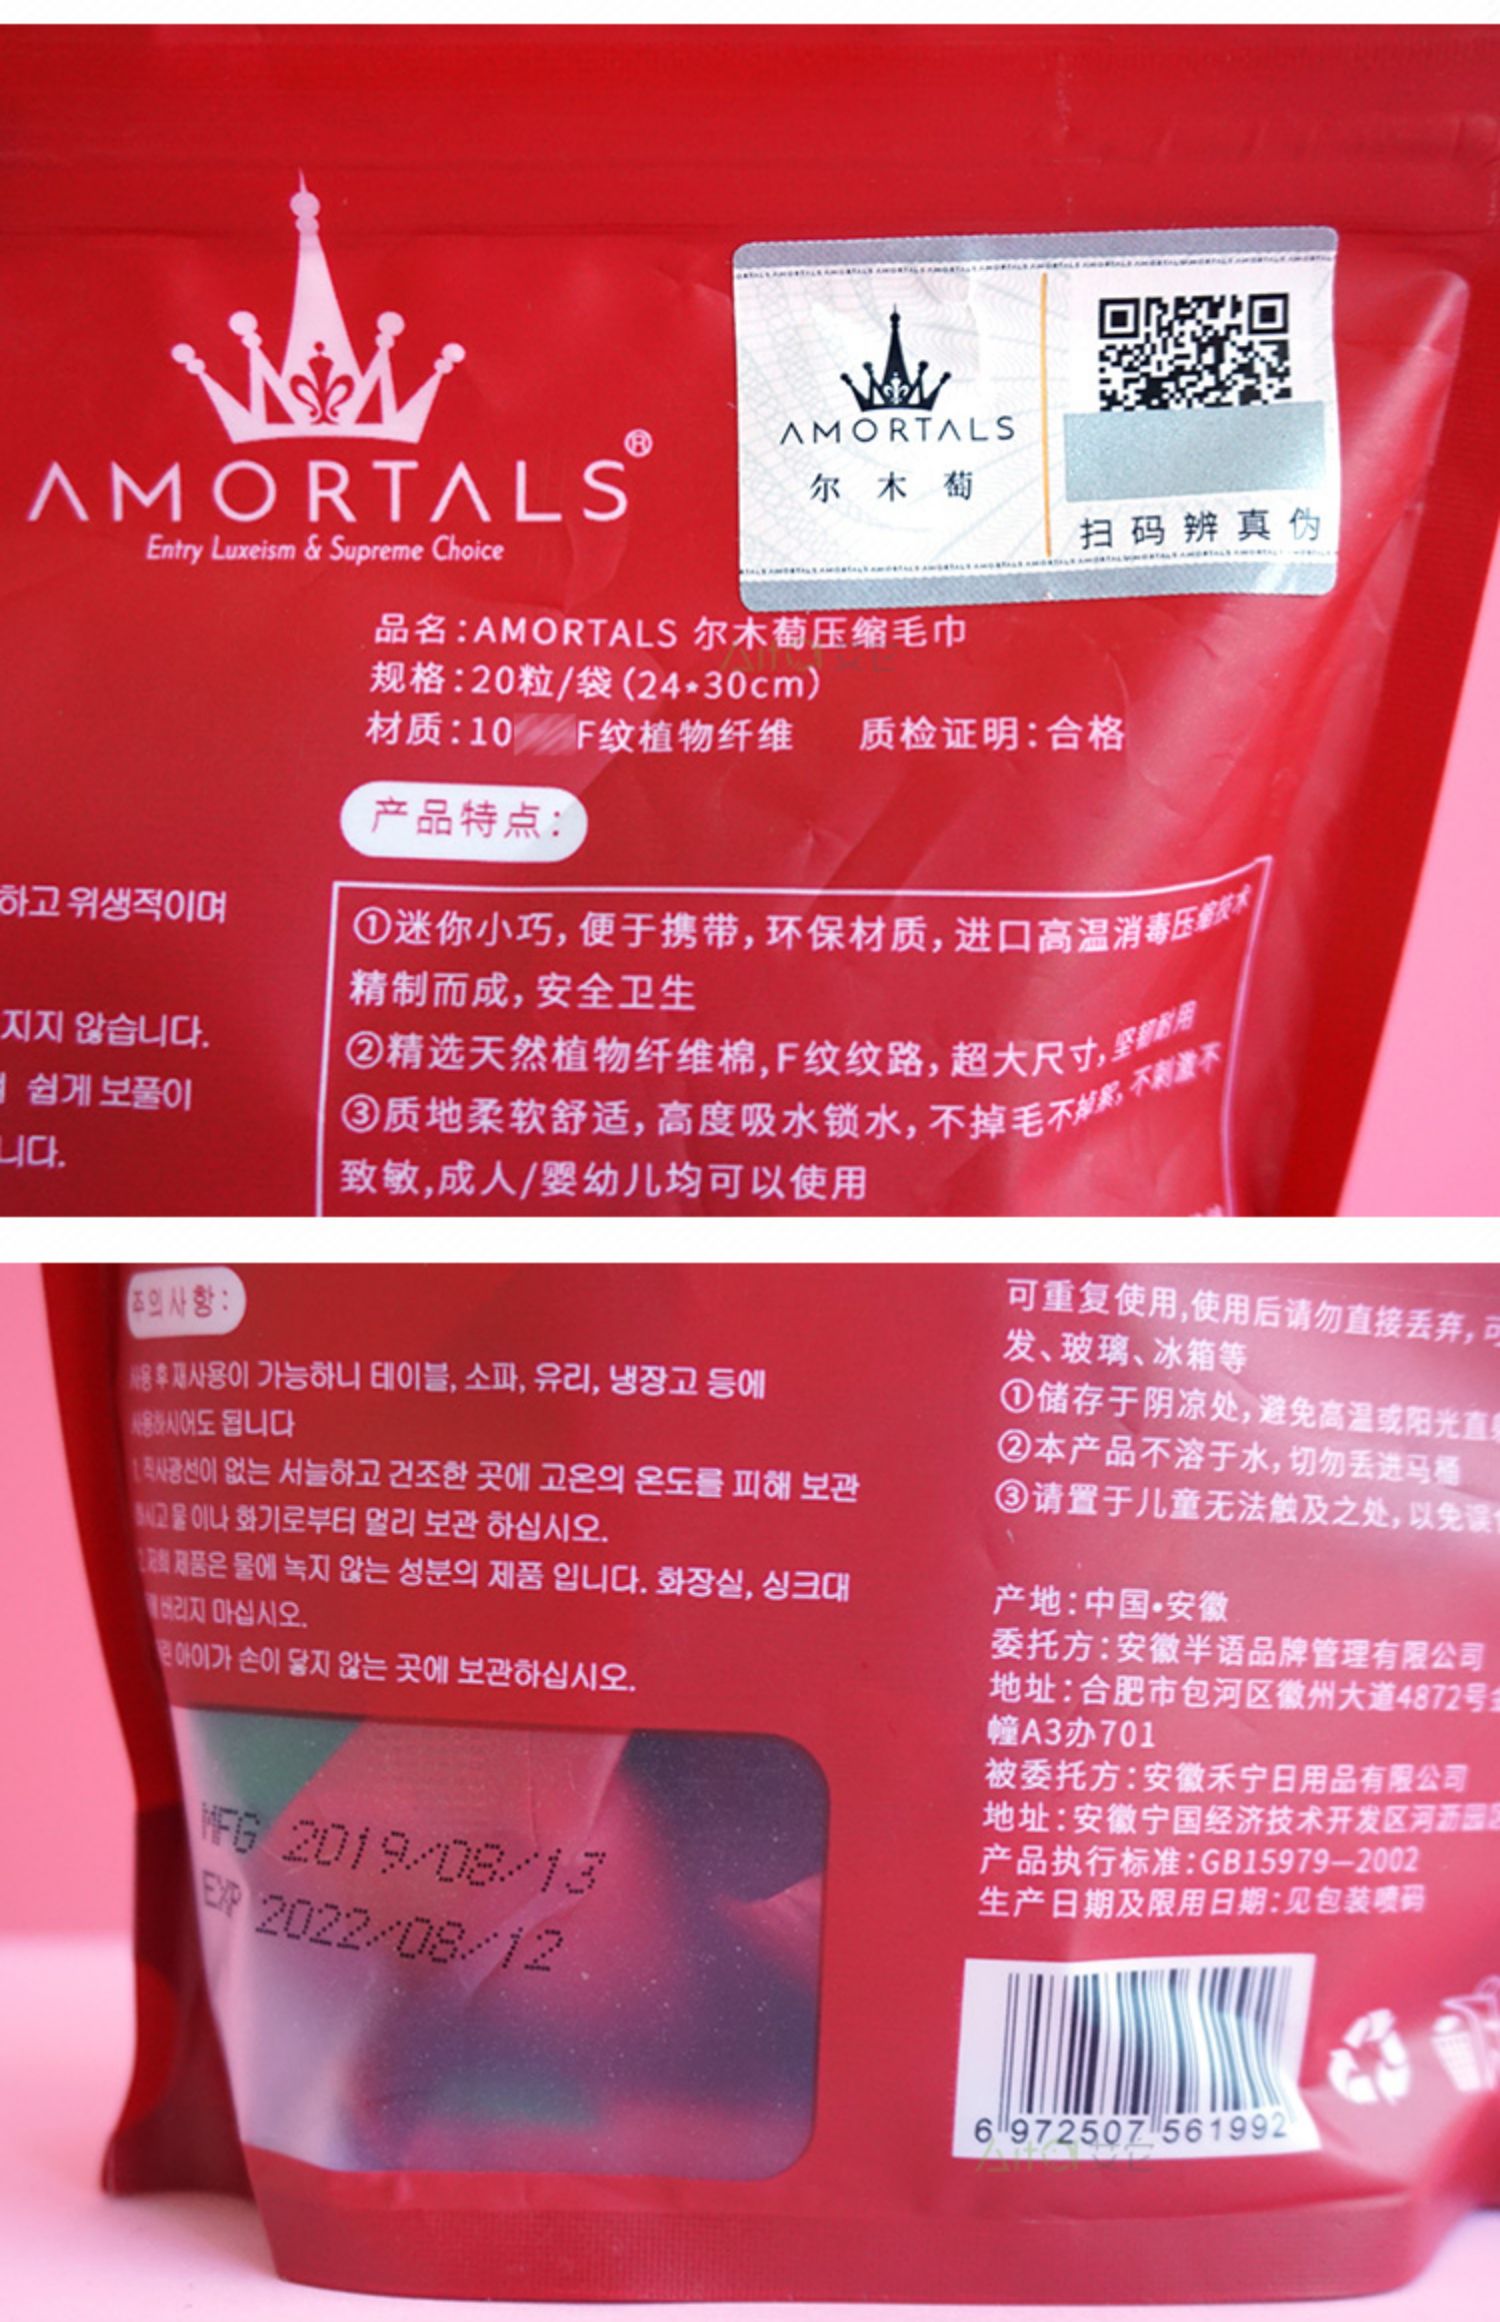 AMORTALS®
Entry Luxeism & Supreme Choice
AMORTALS
尔木萄
扫码辨真伪
品名:AMORTALS 尔木萄压缩毛巾
规格:20粒/袋(24*30cm)
材质:10 F纹植物纤维 质检证明:合格
产品特点:
하고 위생적이며
지지 않습니다.
쉽게 보풀이
니다.
①迷你小巧,便于携带,环保材质,进口高温消毒压缩技术
精制而成,安全卫生
②精选天然植物纤维棉,F纹纹路,超大尺寸,坚韧耐用
③质地柔软舒适,高度吸水锁水,不掉毛不掉絮,不刺激不
致敏,成人/婴幼儿均可以使用
주의사항:
사용 후 재사용이 가능하니 테이블, 소파, 유리, 냉장고 등에
사용하시어도 됩니다
1. 직사광선이 없는 서늘하고 건조한 곳에 고온의 온도를 피해 보관
하시고 물 이나 화기로부터 멀리 보관 하십시오.
2. 저희 제품은 물에 녹지 않는 성분의 제품 입니다. 화장실, 싱크대
버리지 마십시오.
아이가 손이 닿지 않는 곳에 보관하십시오.
MFG 2019/08/13
EXP 2022/08/12
可重复使用,使用后请勿直接丢弃,可
发、玻璃、冰箱等
①储存于阴凉处,避免高温或阳光直射
②本产品不溶于水,切勿丢进马桶
③请置于儿童无法触及之处,以免误
产地:中国•安徽
委托方:安徽半语品牌管理有限公司
地址:合肥市包河区徽州大道4872号
幢A3办701
被委托方:安徽禾宁日用品有限公司
地址:安徽宁国经济技术开发区河沥园区
产品执行标准:GB15979—2002
生产日期及限用日期:见包装喷码
6 972507 561992